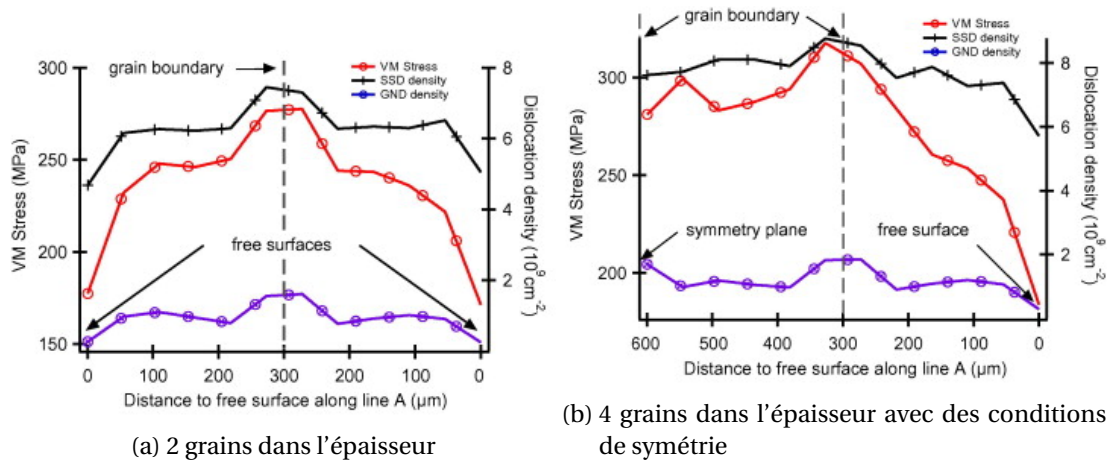 grain boundary
VM Stress
SSD density
GND density
300
250
200
150
VM Stress (MPa)
8
6
4
2
Dislocation density (10⁹ cm⁻²)
free surfaces
0
100
200
300
200
100
0
Distance to free surface along line A (µm)
(a) 2 grains dans l'épaisseur
grain boundary
VM Stress
SSD density
GND density
300
250
200
VM Stress (MPa)
8
6
4
2
Dislocation density (10⁹ cm⁻²)
symmetry plane
free surface
600
500
400
300
200
100
0
Distance to free surface along line A (µm)
(b) 4 grains dans l'épaisseur avec des conditions
de symétrie